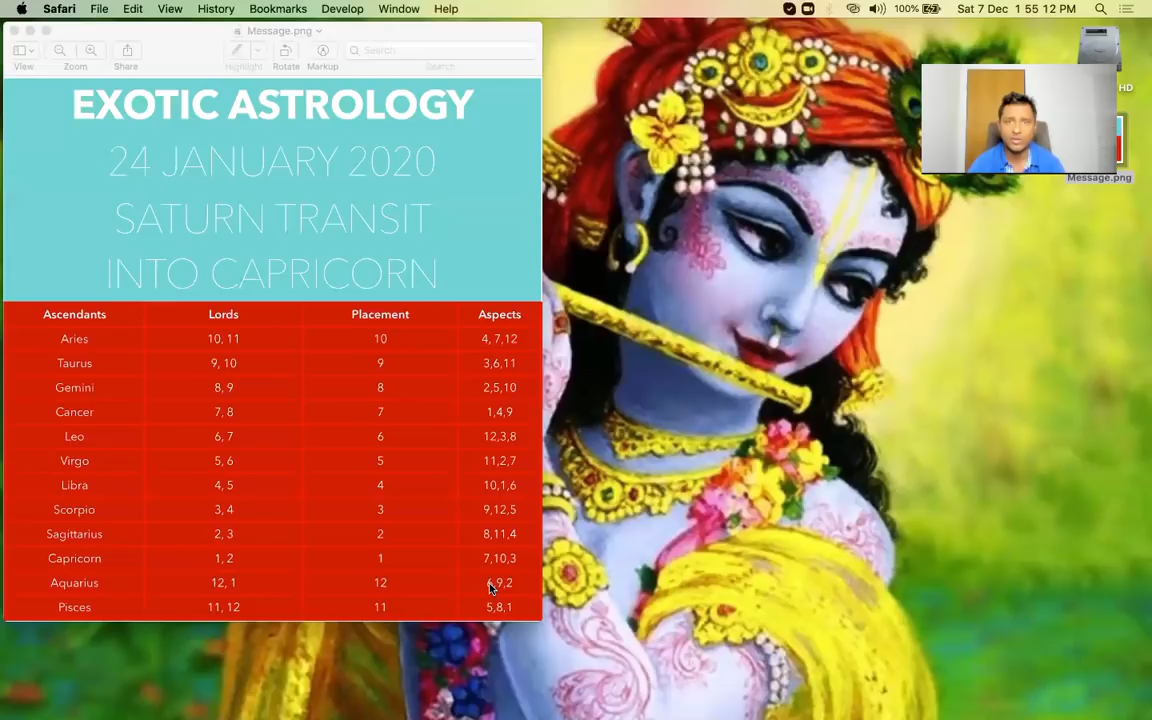 Safari File Edit View History Bookmarks Develop Window Help 100% Sat 7 Dec 1 55 12 PM
Message.png
Search
View Zoom Share Highlight Rotate Markup Search
HD
Message.png
EXOTIC ASTROLOGY
24 JANUARY 2020
SATURN TRANSIT
INTO CAPRICORN
Ascendants Lords Placement Aspects
Aries 10, 11 10 4, 7,12
Taurus 9, 10 9 3,6,11
Gemini 8, 9 8 2,5,10
Cancer 7, 8 7 1,4,9
Leo 6, 7 6 12,3,8
Virgo 5, 6 5 11,2,7
Libra 4, 5 4 10,1,6
Scorpio 3, 4 3 9,12,5
Sagittarius 2, 3 2 8,11,4
Capricorn 1, 2 1 7,10,3
Aquarius 12, 1 12 6,9,2
Pisces 11, 12 11 5,8,1